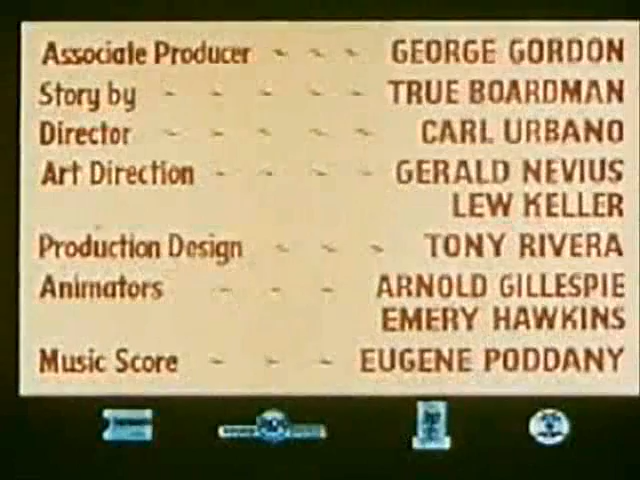 Associate Producer - - - GEORGE GORDON
Story by - - - - - TRUE BOARDMAN
Director - - - - - CARL URBANO
Art Direction - - - - GERALD NEVIUS
LEW KELLER
Production Design - - - TONY RIVERA
Animators - - - ARNOLD GILLESPIE
EMERY HAWKINS
Music Score - - - EUGENE PODDANY
RCA